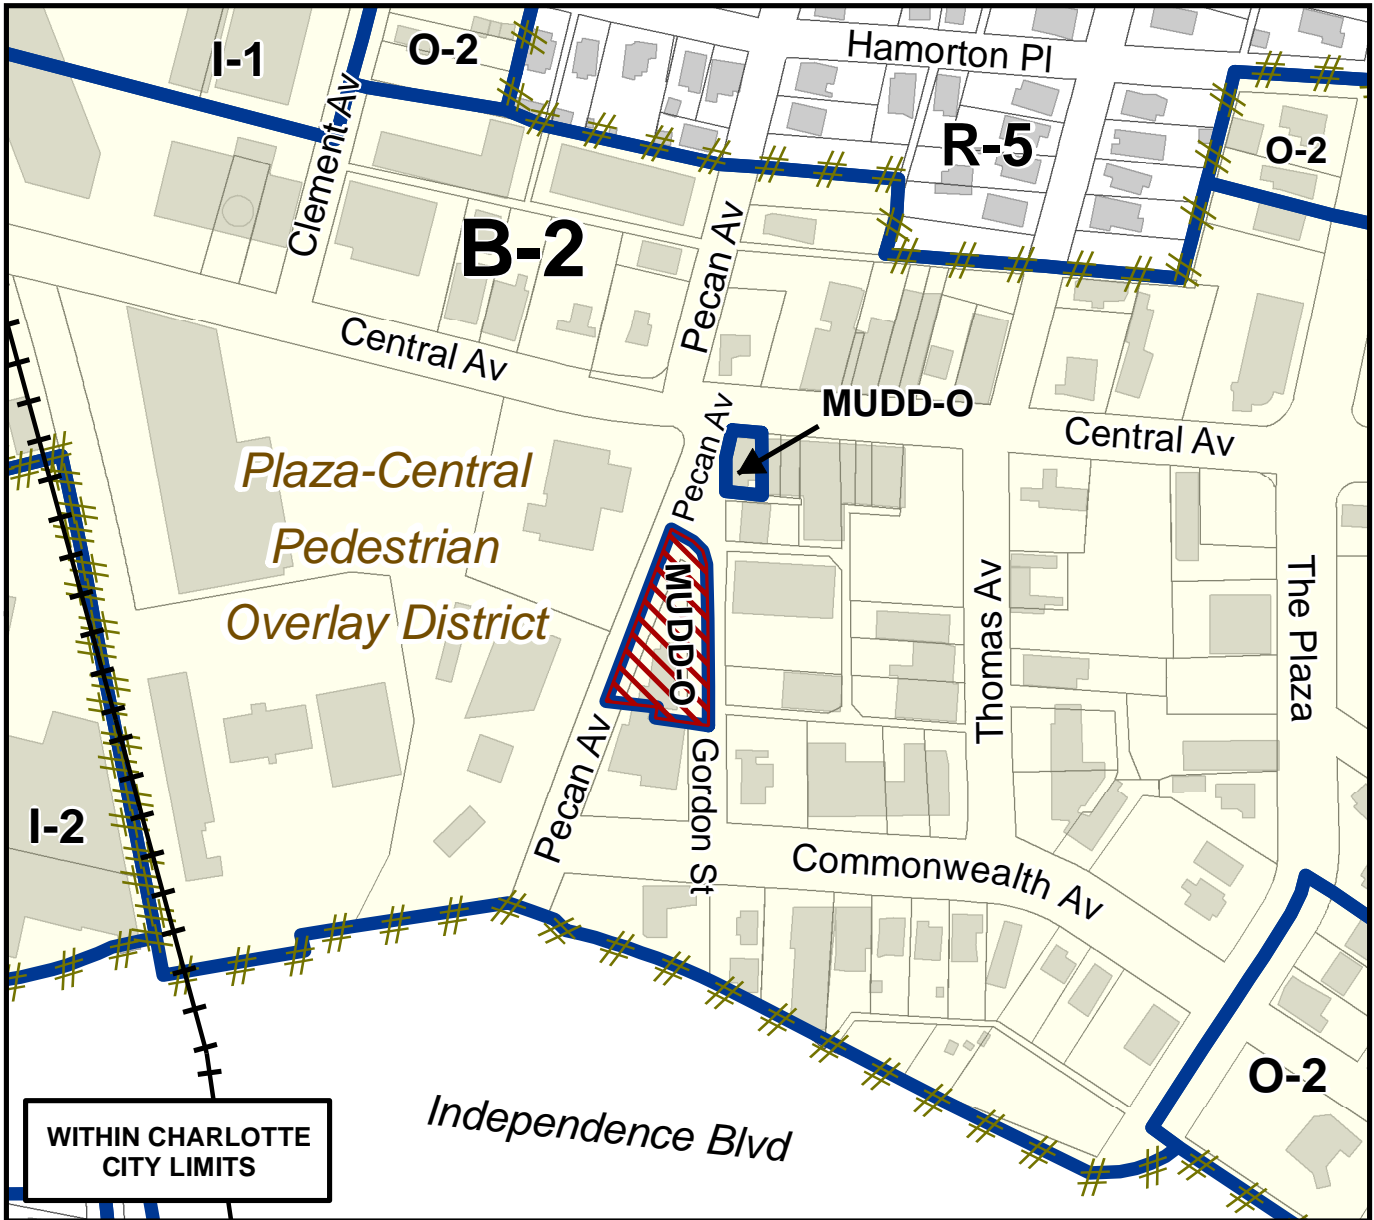 I-1
O-2
Hamorton Pl
R-5
O-2
Clement Av
B-2
Pecan Av
Central Av
MUDD-O
Pecan Av
Central Av
Plaza-Central
Pedestrian
Overlay District
MUDD-O
Thomas Av
The Plaza
Pecan Av
Gordon St
I-2
Commonwealth Av
O-2
Independence Blvd
WITHIN CHARLOTTE
CITY LIMITS